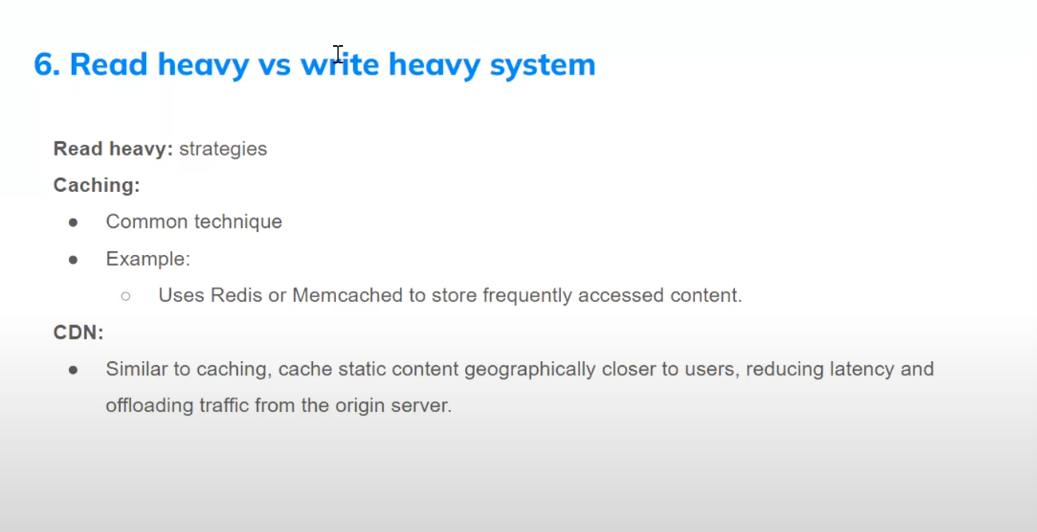 6. Read heavy vs write heavy system
Read heavy: strategies
Caching:
● Common technique
● Example:
○ Uses Redis or Memcached to store frequently accessed content.
CDN:
● Similar to caching, cache static content geographically closer to users, reducing latency and
offloading traffic from the origin server.